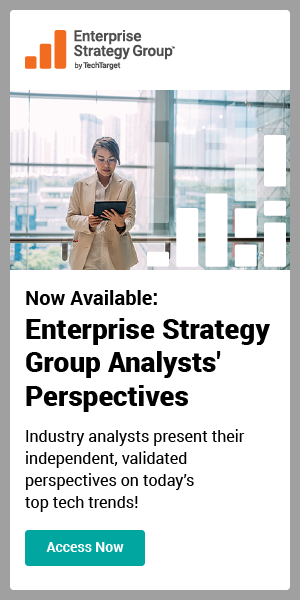 Enterprise
Strategy Group™
by TechTarget
Now Available:
Enterprise Strategy
Group Analysts'
Perspectives
Industry analysts present their
independent, validated
perspectives on today's
top tech trends!
Access Now